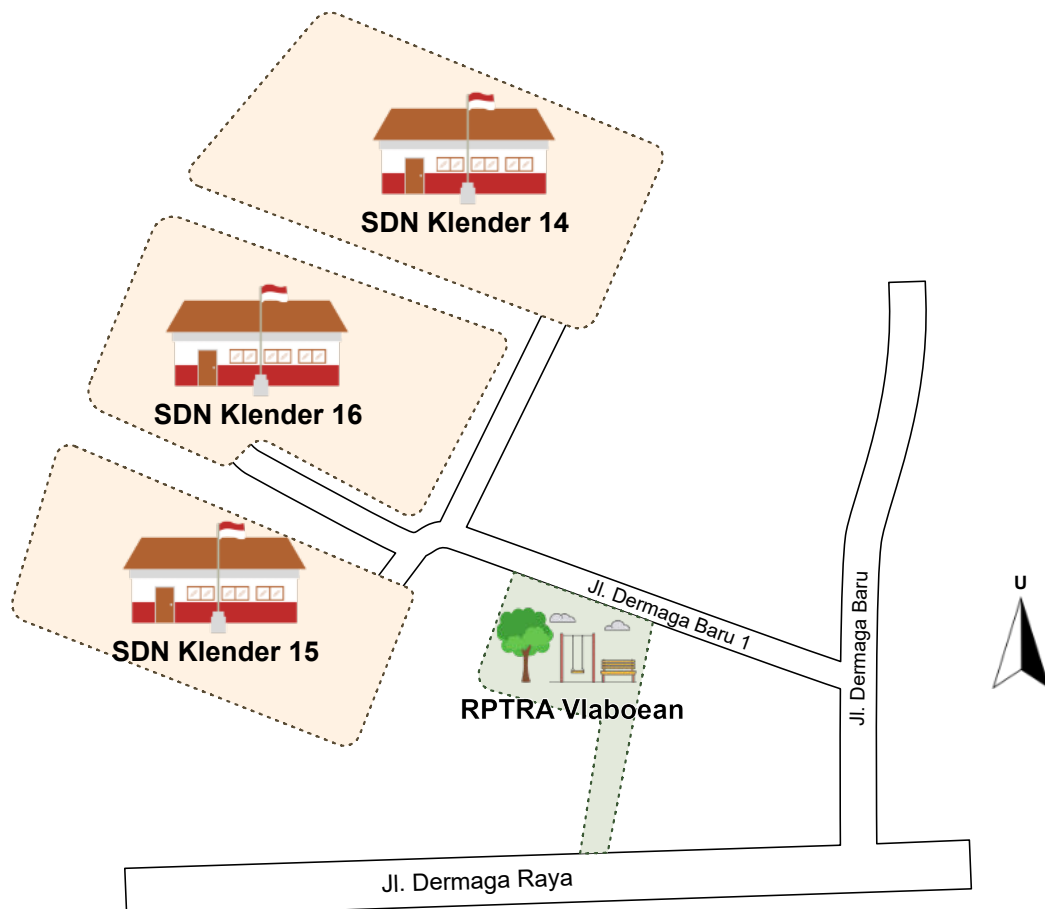 SDN Klender 14
SDN Klender 16
SDN Klender 15
U
Jl. Dermaga Baru 1
Jl. Dermaga Baru
RPTRA Vlaboean
Jl. Dermaga Raya